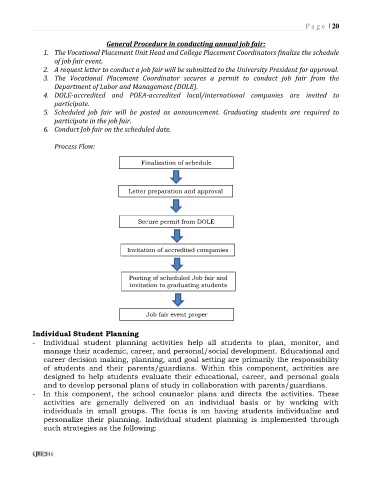 P a g e | 20
General Procedure in conducting annual job fair:
1. The Vocational Placement Unit Head and College Placement Coordinators finalize the schedule
of job fair event.
2. A request letter to conduct a job fair will be submitted to the University President for approval.
3. The Vocational Placement Coordinator secures a permit to conduct job fair from the
Department of Labor and Management (DOLE).
4. DOLE-accredited and POEA-accredited local/international companies are invited to
participate.
5. Scheduled job fair will be posted as announcement. Graduating students are required to
participate in the job fair.
6. Conduct Job fair on the scheduled date.
Process Flow:
Finalization of schedule
Letter preparation and approval
Secure permit from DOLE
Invitation of accredited companies
Posting of scheduled Job fair and
invitation to graduating students
Job fair event proper
Individual Student Planning
- Individual student planning activities help all students to plan, monitor, and
manage their academic, career, and personal/social development. Educational and
career decision making, planning, and goal setting are primarily the responsibility
of students and their parents/guardians. Within this component, activities are
designed to help students evaluate their educational, career, and personal goals
and to develop personal plans of study in collaboration with parents/guardians.
- In this component, the school counselor plans and directs the activities. These
activities are generally delivered on an individual basis or by working with
individuals in small groups. The focus is on having students individualize and
personalize their planning. Individual student planning is implemented through
such strategies as the following: